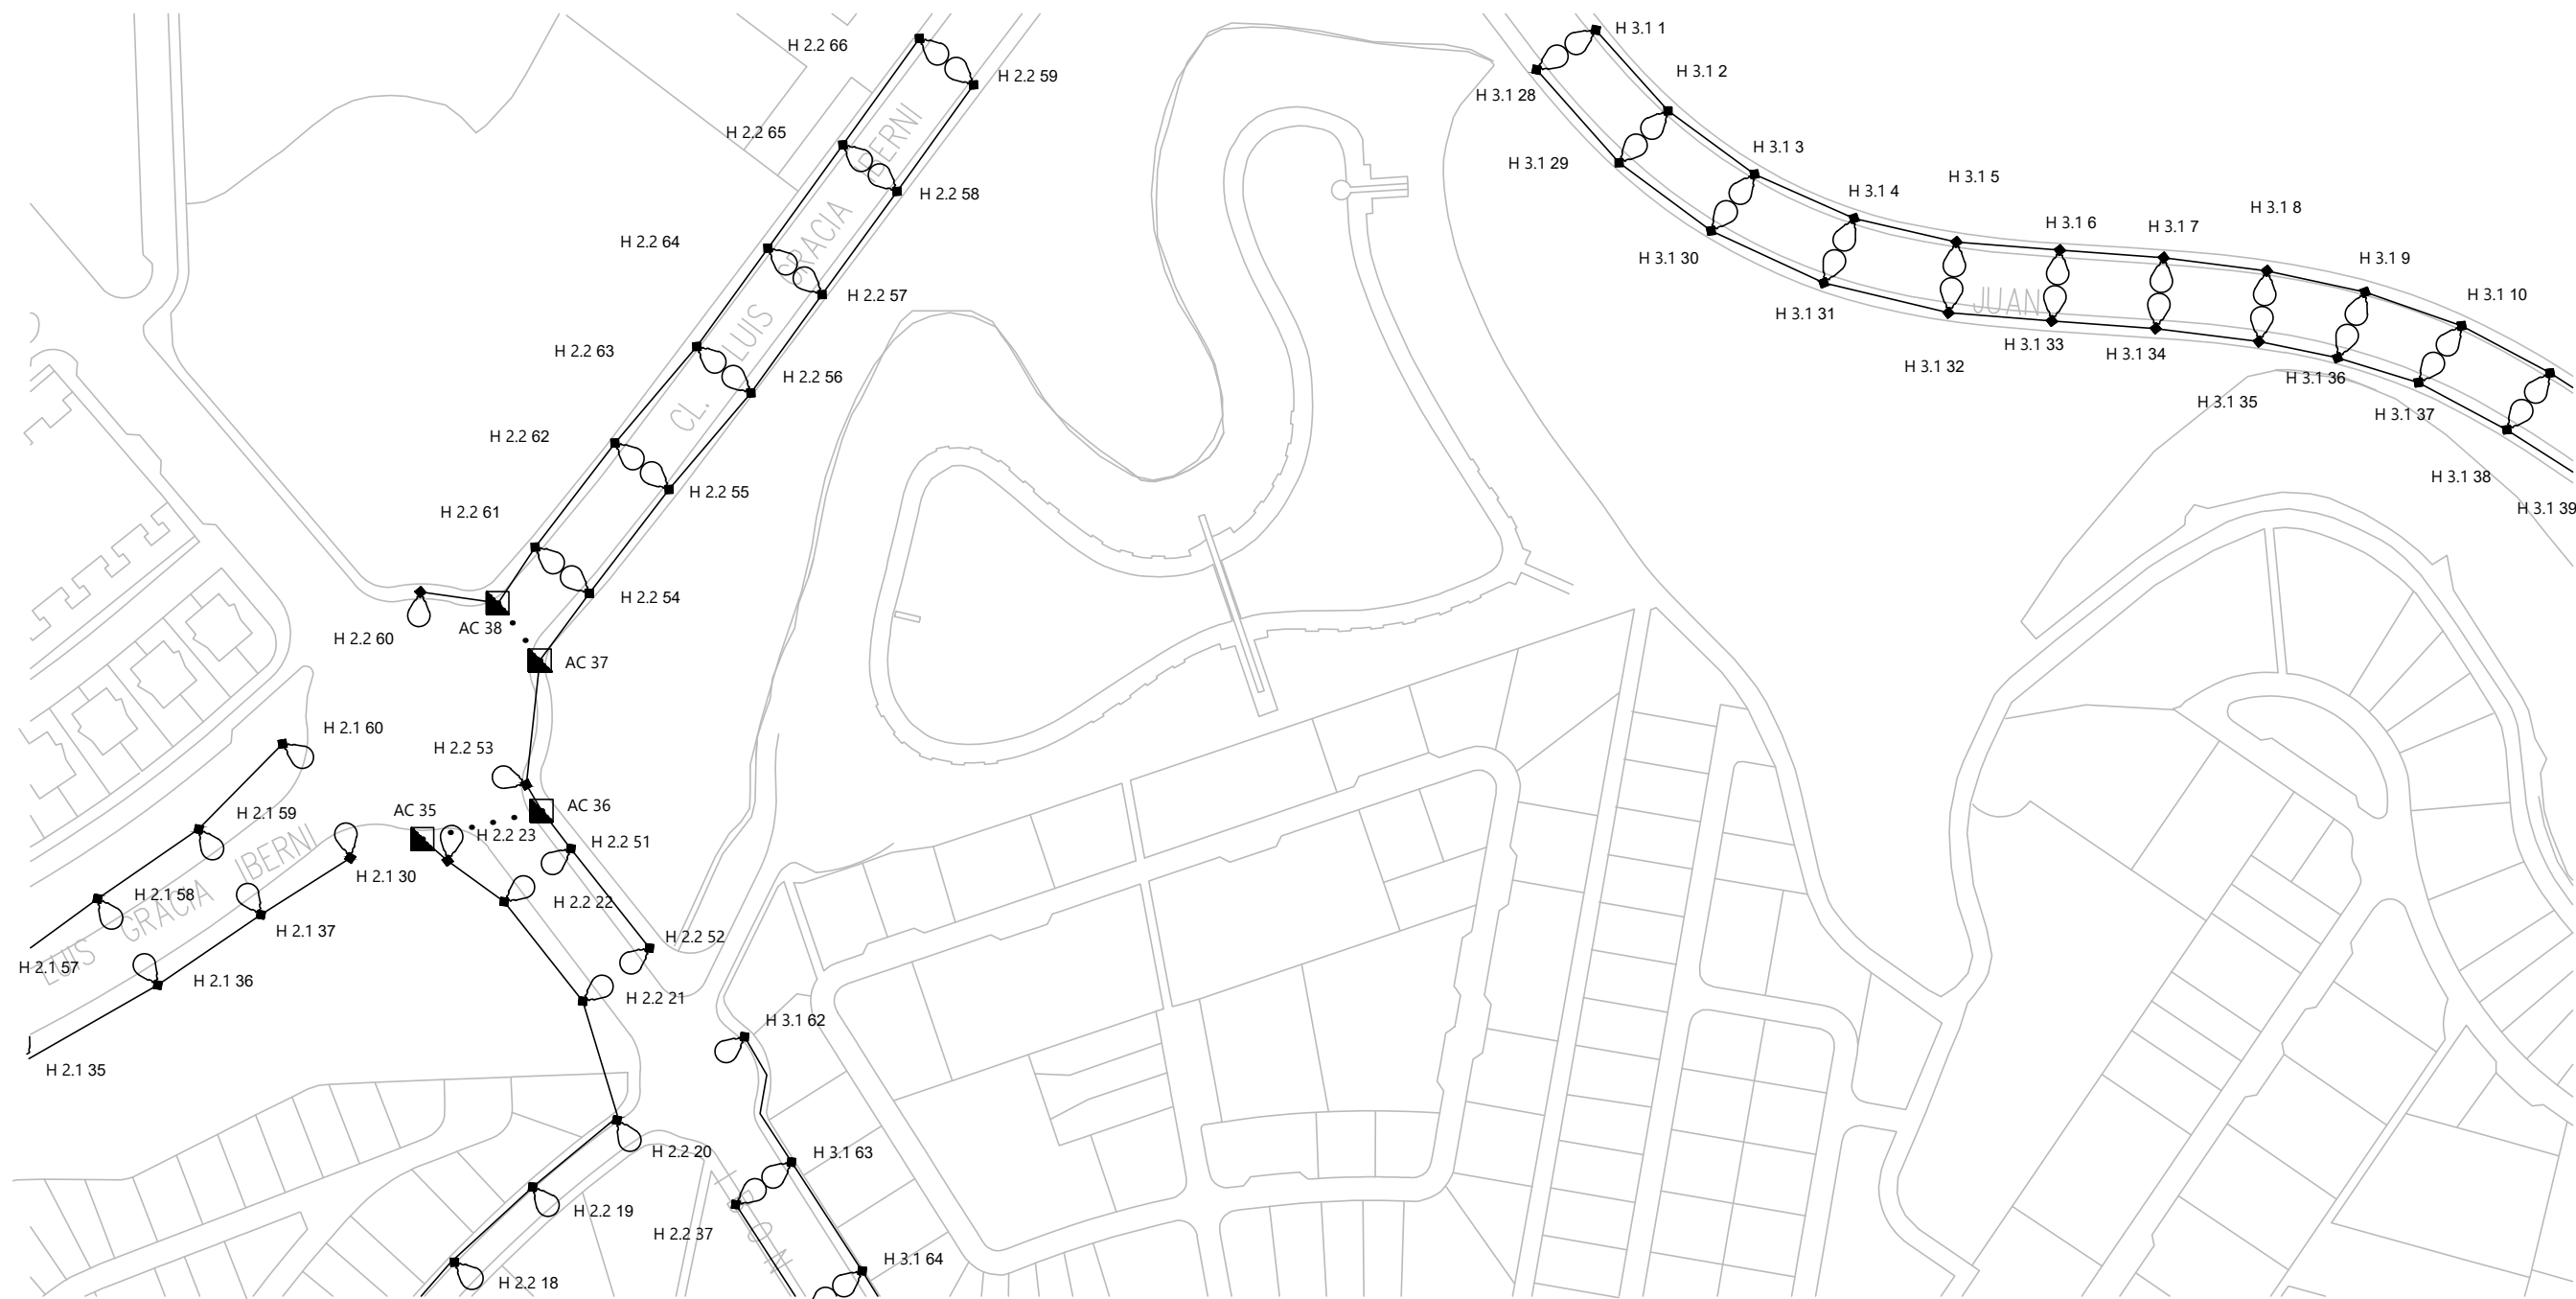 H 2.2 66
H 2.2 59
H 2.2 65
H 2.2 58
H 2.2 64
H 2.2 57
H 2.2 63
H 2.2 56
H 2.2 62
H 2.2 55
H 2.2 61
H 2.2 54
H 2.2 60
AC 38
AC 37
CL. LUIS GRACIA IBERNI
H 3.1 1
H 3.1 2
H 3.1 28
H 3.1 3
H 3.1 29
H 3.1 4
H 3.1 5
H 3.1 6
H 3.1 7
H 3.1 8
H 3.1 9
H 3.1 10
H 3.1 30
H 3.1 31
JUAN
H 3.1 32
H 3.1 33
H 3.1 34
H 3.1 35
H 3.1 36
H 3.1 37
H 3.1 38
H 3.1 39
H 2.1 60
H 2.2 53
AC 36
AC 35
H 2.1 59
H 2.2 23
H 2.2 51
H 2.1 30
H 2.1 58
H 2.2 22
H 2.1 37
H 2.2 52
LUIS GRACIA IBERNI
H 2.1 57
H 2.1 36
H 2.2 21
H 2.1 35
H 3.1 62
H 2.2 20
H 3.1 63
H 2.2 19
H 2.2 37
H 3.1 64
H 2.2 18